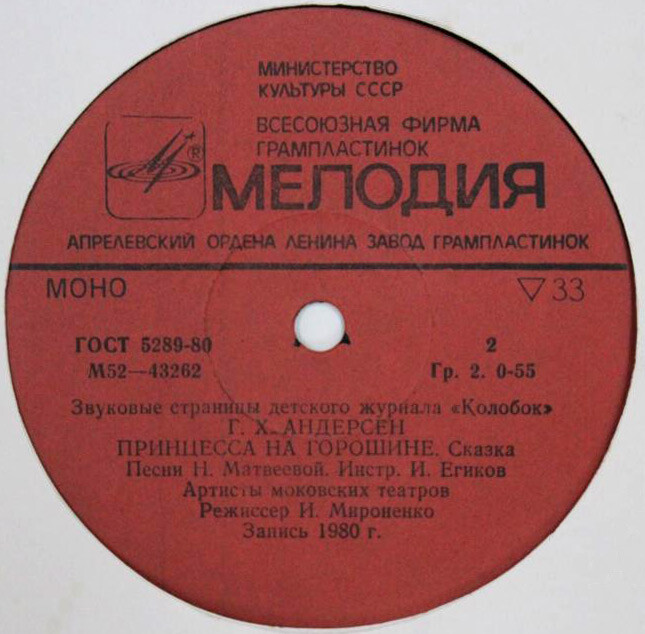 МИНИСТЕРСТВО
КУЛЬТУРЫ СССР
ВСЕСОЮЗНАЯ ФИРМА
ГРАМПЛАСТИНОК
®
МЕЛОДИЯ
АПРЕЛЕВСКИЙ ОРДЕНА ЛЕНИНА ЗАВОД ГРАМПЛАСТИНОК
МОНО ▽ 33
ГОСТ 5289-80 2
М52—43262 Гр. 2. 0-55
Звуковые страницы детского журнала «Колобок»
Г. Х. АНДЕРСЕН
ПРИНЦЕССА НА ГОРОШИНЕ. Сказка
Песни Н. Матвеевой. Инстр. И. Егиков
Артисты моковских театров
Режиссер И. Мироненко
Запись 1980 г.